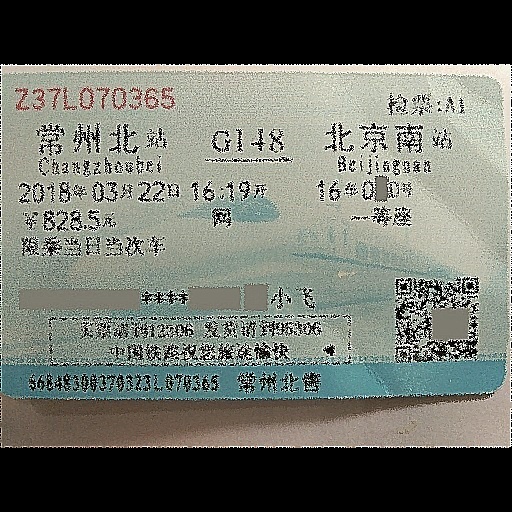 Z37L070365 检票:A1
常州北站 G148 北京南站
Changzhoubei Beijingnan
2018年03月22日 16:19开 16车0 0号
￥828.5元 网 一等座
限乘当日当次车
**** 小飞
买票请到12306 发货请到95306
中国铁路祝您旅途愉快
070365 常州北售